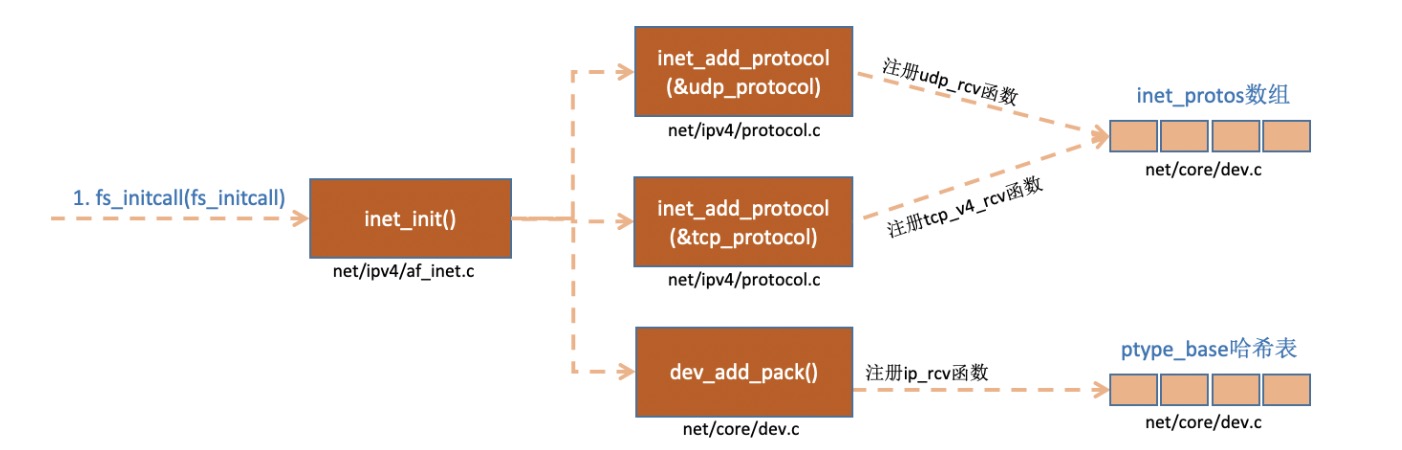 1. fs_initcall(fs_initcall)
inet_init()
net/ipv4/af_inet.c
inet_add_protocol
(&udp_protocol)
net/ipv4/protocol.c
注册udp_rcv函数
inet_add_protocol
(&tcp_protocol)
net/ipv4/protocol.c
注册tcp_v4_rcv函数
inet_protos数组
net/core/dev.c
dev_add_pack()
net/core/dev.c
注册ip_rcv函数
ptype_base哈希表
net/core/dev.c